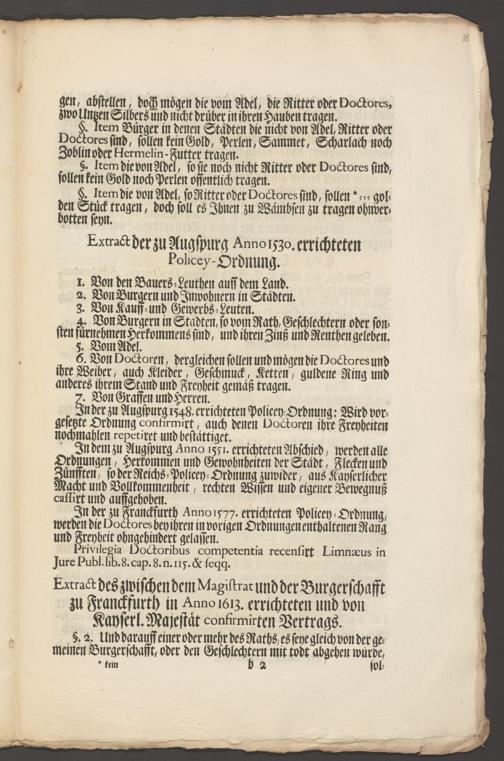 gen, abstellen, doch mögen die vom Adel, die Ritter oder Doctores,
zwo Untzen Silbers und nicht drüber in ihren Hauben tragen.
§. Item Bürger in denen Städten die nicht von Adel, Ritter oder
Doctores sind, sollen kein Gold, Perlen, Sammet, Scharlach noch
Zoblin oder Hermelin-Futter tragen.
§. Item die von Adel, so sie noch nicht Ritter oder Doctores sind,
sollen kein Gold noch Perlen offentlich tragen.
§. Item die von Adel, so Ritter oder Doctores sind, sollen *--- gol-
den Stück tragen, doch soll es Ihnen zu Wämbsen zu tragen ohnver-
botten seyn.
Extract der zu Augspurg Anno 1530. errichteten
Policey-Ordnung.
1. Von den Bauers-Leuthen auff dem Land.
2. Von Burgern und Inwohnern in Städten.
3. Von Kauff- und Gewerbs-Leuten.
4. Von Burgern in Städten, so vom Rath, Geschlechtern oder son-
sten fürnehmen Herkommens sind, und ihren Zinß und Renthen geleben.
5. Vom Adel.
6. Von Doctoren, dergleichen sollen und mögen die Doctores und
ihre Weiber, auch Kleider, Geschmuck, Ketten, guldene Ring und
anderes ihrem Stand und Freyheit gemäß tragen.
7. Von Graffen und Herren.
In der zu Augspurg 1548. errichteten Policey-Ordnung: Wird vor-
gesetzte Ordnung confirmirt, auch denen Doctoren ihre Freyheiten
nochmahlen repetiret und bestättiget.
In dem zu Augspurg Anno 1551. errichteten Abschied, werden alle
Ordnungen, Herkommen und Gewohnheiten der Städt, Flecken und
Zünfften, so der Reichs-Policey-Ordnung zuwider, aus Kayserlicher
Macht und Vollkommenheit, rechten Wissen und eigener Bewegnuß
cassirt und auffgehoben.
In der zu Franckfurth Anno 1577. errichteten Policey-Ordnung,
werden die Doctores bey ihren in vorigen Ordnungen enthaltenen Rang
und Freyheit ohngehindert gelassen.
Privilegia Doctoribus competentia recensirt Limnæus in
Jure Publ. lib. 8. cap. 8. n. 115. & seqq.
Extract des zwischen dem Magistrat und der Burgerschafft
zu Franckfurth in Anno 1613. errichteten und von
Kayserl. Majestät confirmirten Vertrags.
§. 2. Und darauff einer oder mehr des Raths, es seye gleich von der ge-
meinen Burgerschafft, oder den Geschlechtern mit todt abgehen würde,
* kein b 2 sol-